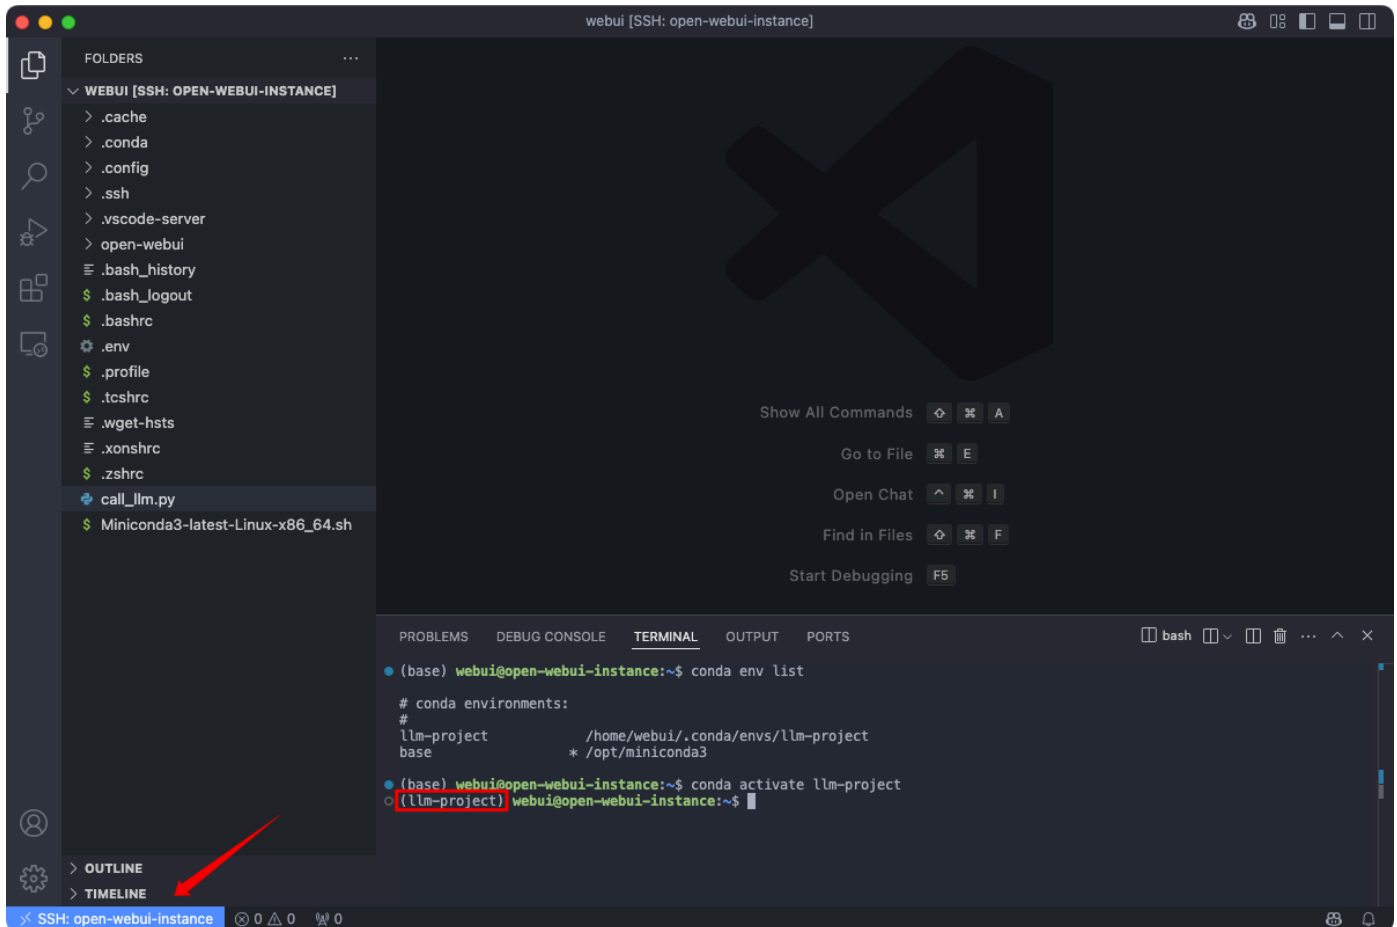 webui [SSH: open-webui-instance]
FOLDERS
WEBUI [SSH: OPEN-WEBUI-INSTANCE]
.cache
.conda
.config
.ssh
.vscode-server
open-webui
.bash_history
$ .bash_logout
$ .bashrc
.env
$ .profile
$ .tcshrc
.wget-hsts
.xonshrc
$ .zshrc
call_llm.py
$ Miniconda3-latest-Linux-x86_64.sh
OUTLINE
TIMELINE
Show All Commands ⇧ ⌘ A
Go to File ⌘ E
Open Chat ^ ⌘ I
Find in Files ⇧ ⌘ F
Start Debugging F5
PROBLEMS DEBUG CONSOLE TERMINAL OUTPUT PORTS bash
(base) webui@open-webui-instance:~$ conda env list
# conda environments:
#
llm-project /home/webui/.conda/envs/llm-project
base * /opt/miniconda3
(base) webui@open-webui-instance:~$ conda activate llm-project
(llm-project) webui@open-webui-instance:~$
SSH: open-webui-instance 0 0 0